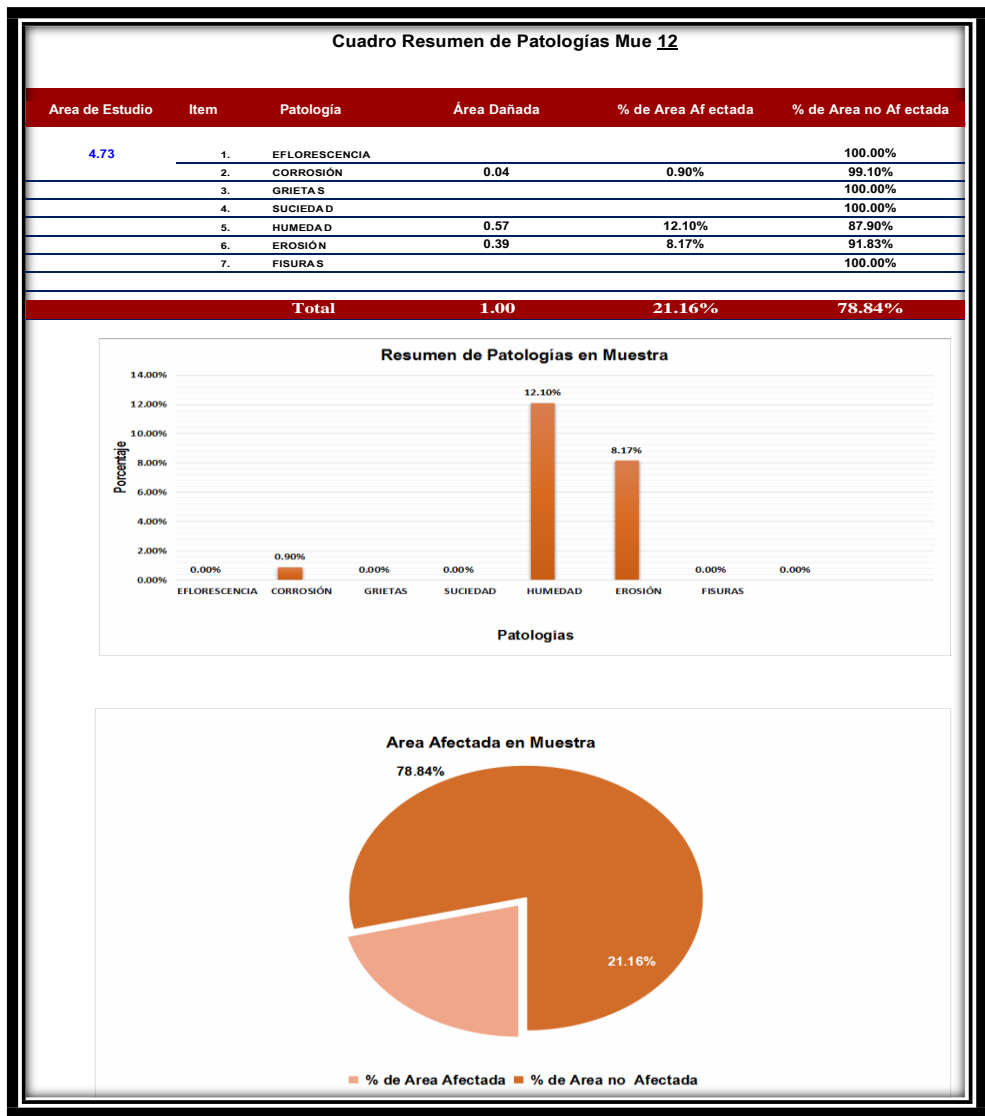 Cuadro Resumen de Patologías Mue 12
Area de Estudio Item Patología Área Dañada % de Area Af ectada % de Area no Af ectada
4.73 1. EFLORESCENCIA 100.00%
2. CORROSIÓN 0.04 0.90% 99.10%
3. GRIETAS 100.00%
4. SUCIEDAD 100.00%
5. HUMEDAD 0.57 12.10% 87.90%
6. EROSIÓN 0.39 8.17% 91.83%
7. FISURAS 100.00%
Total 1.00 21.16% 78.84%
Resumen de Patologías en Muestra
14.00%
12.00%
10.00%
8.00%
6.00%
4.00%
2.00%
0.00%
Porcentaje
0.00% 0.90% 0.00% 0.00% 12.10% 8.17% 0.00% 0.00%
EFLORESCENCIA CORROSIÓN GRIETAS SUCIEDAD HUMEDAD EROSIÓN FISURAS
Patologías
Area Afectada en Muestra
78.84%
21.16%
% de Area Afectada % de Area no Afectada